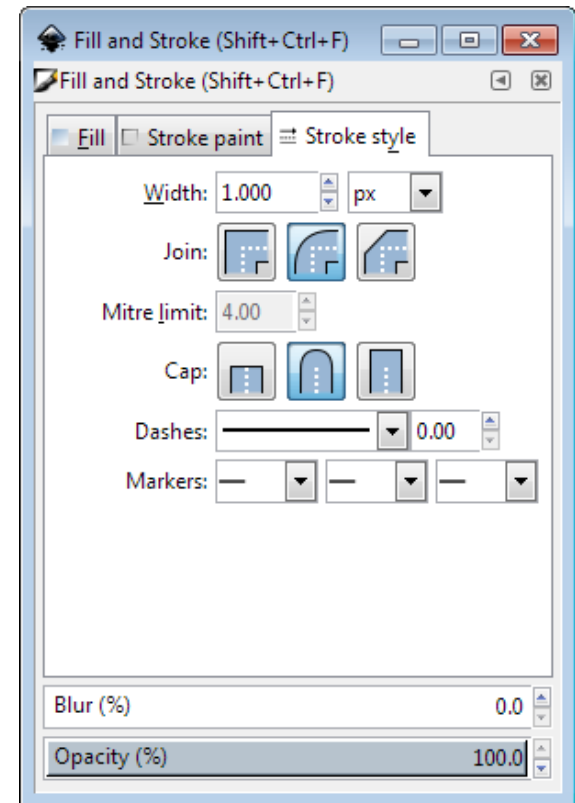 Fill and Stroke (Shift+Ctrl+F)
Fill and Stroke (Shift+Ctrl+F)
Fill Stroke paint Stroke style
Width: 1.000 px
Join:
Mitre limit: 4.00
Cap:
Dashes: 0.00
Markers:
Blur (%) 0.0
Opacity (%) 100.0